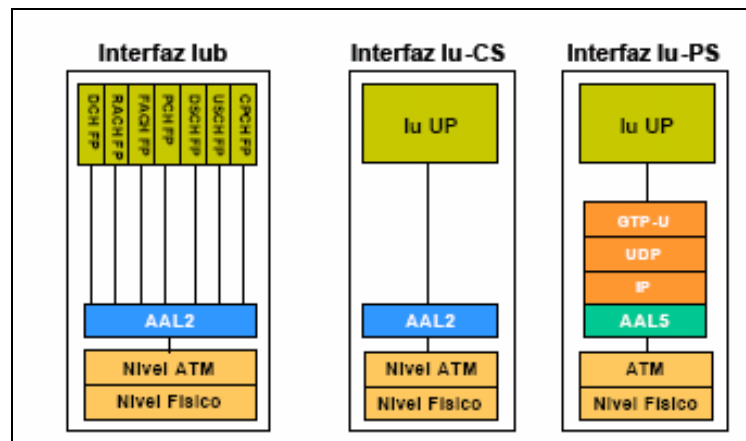 Interfaz Iub
DCH FP
RACH FP
FACH FP
PCH FP
DSCH FP
USCH FP
CPCH FP
AAL2
Nivel ATM
Nivel Fisico
Interfaz Iu-CS
Iu UP
AAL2
Nivel ATM
Nivel Fisico
Interfaz Iu-PS
Iu UP
GTP-U
UDP
IP
AAL5
ATM
Nivel Fisico